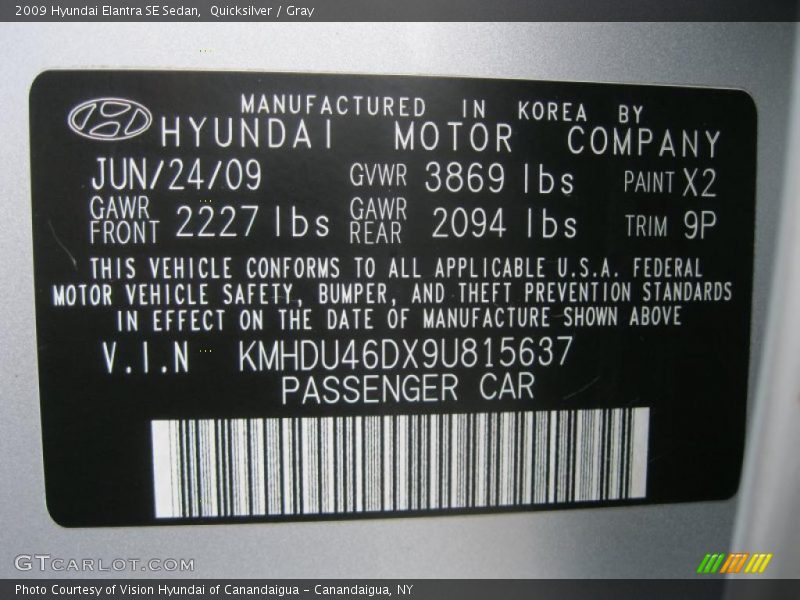 2009 Hyundai Elantra SE Sedan, Quicksilver / Gray
MANUFACTURED IN KOREA BY
HYUNDAI MOTOR COMPANY
JUN/24/09 GVWR 3869 lbs PAINT X2
GAWR FRONT 2227 lbs GAWR REAR 2094 lbs TRIM 9P
THIS VEHICLE CONFORMS TO ALL APPLICABLE U.S.A. FEDERAL
MOTOR VEHICLE SAFETY, BUMPER, AND THEFT PREVENTION STANDARDS
IN EFFECT ON THE DATE OF MANUFACTURE SHOWN ABOVE
V.I.N KMHDU46DX9U815637
PASSENGER CAR
GTCARLOT.COM
Photo Courtesy of Vision Hyundai of Canandaigua - Canandaigua, NY